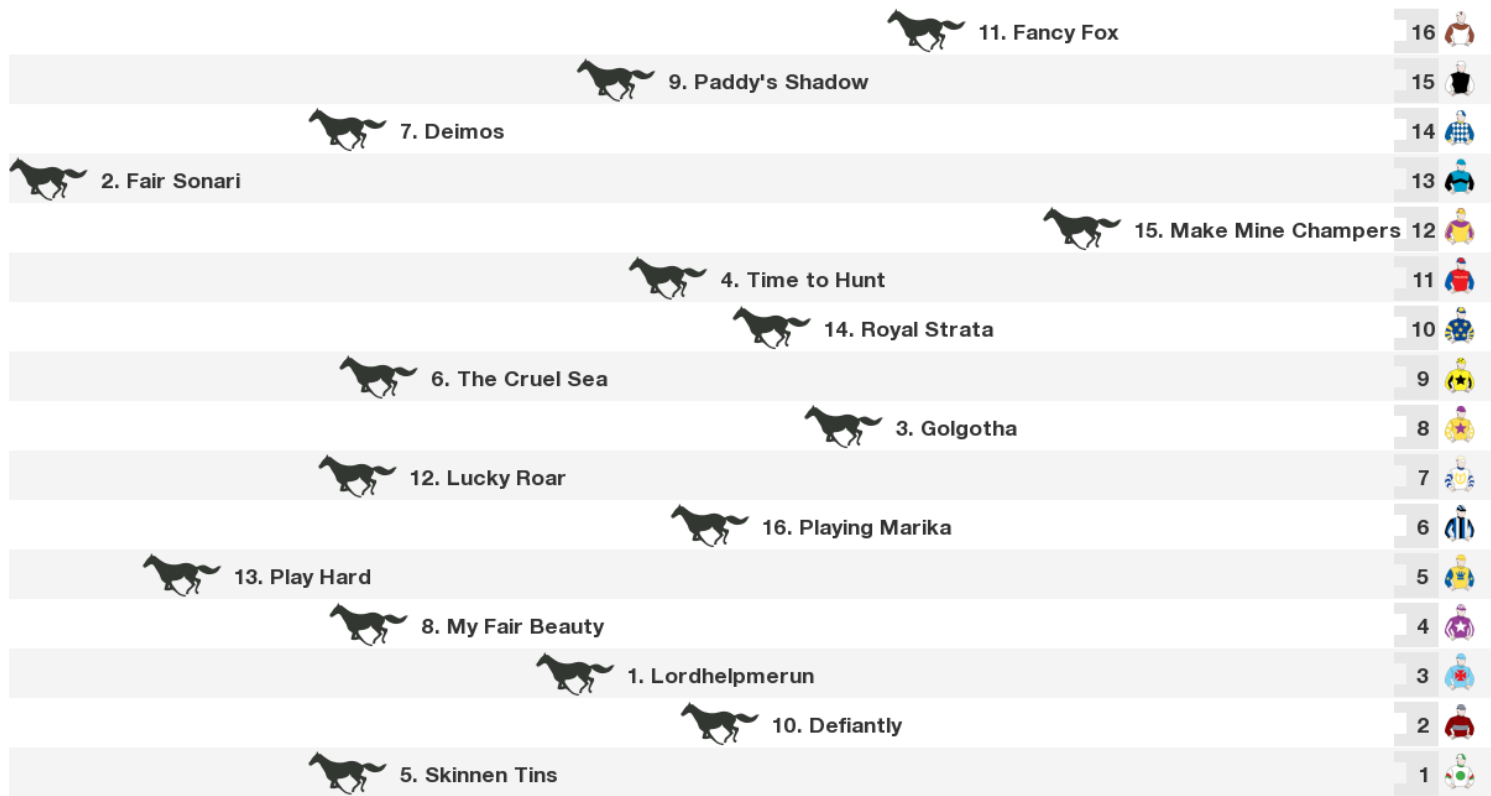 11. Fancy Fox 16
9. Paddy's Shadow 15
7. Deimos 14
2. Fair Sonari 13
15. Make Mine Champers 12
4. Time to Hunt 11
14. Royal Strata 10
6. The Cruel Sea 9
3. Golgotha 8
12. Lucky Roar 7
16. Playing Marika 6
13. Play Hard 5
8. My Fair Beauty 4
1. Lordhelpmerun 3
10. Defiantly 2
5. Skinnen Tins 1